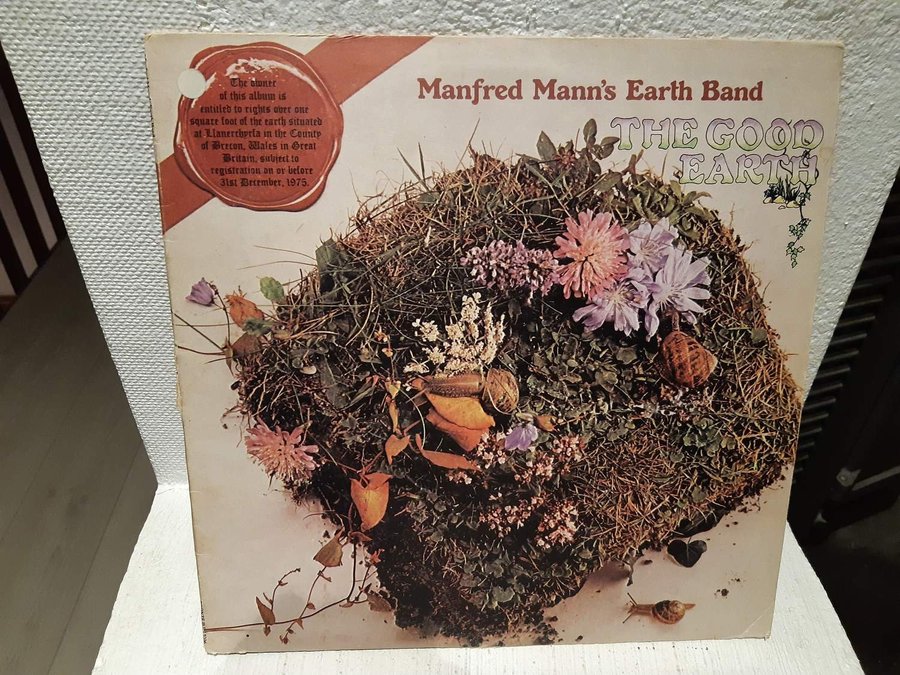 The owner
of this album is
entitled to rights over one
square foot of the earth situated
at Llanerchyrfa in the County
of Brecon, Wales in Great
Britain, subject to
registration on or before
31st December, 1975.
Manfred Mann's Earth Band
THE GOOD
EARTH